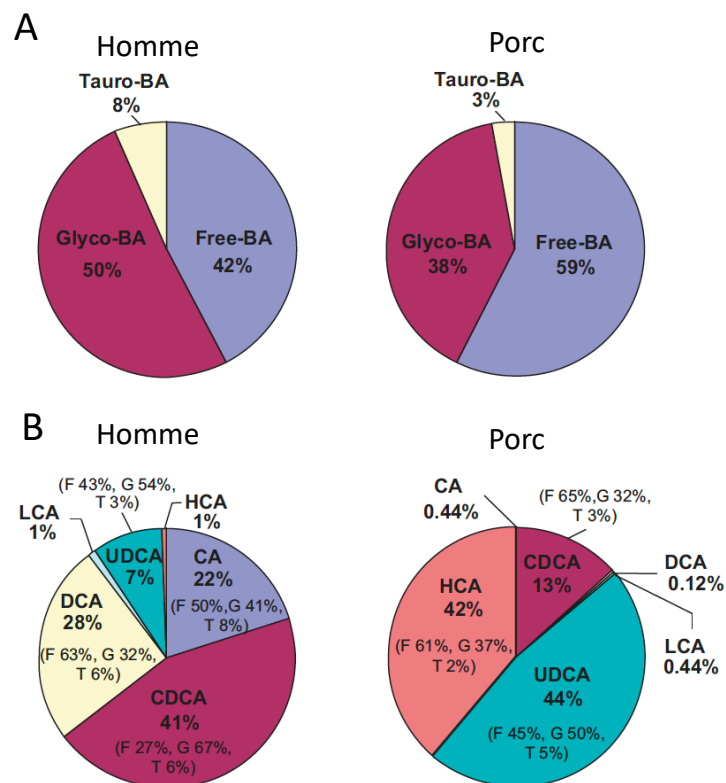 A
Homme
Porc
Tauro-BA
8%
Glyco-BA
50%
Free-BA
42%
Tauro-BA
3%
Glyco-BA
38%
Free-BA
59%
B
Homme
Porc
(F 43%, G 54%,
T 3%)
HCA
1%
LCA
1%
UDCA
7%
CA
22%
(F 50%,G 41%,
T 8%)
DCA
28%
(F 63%, G 32%,
T 6%)
CDCA
41%
(F 27%, G 67%,
T 6%)
CA
0.44%
(F 65%,G 32%,
T 3%)
CDCA
13%
DCA
0.12%
LCA
0.44%
HCA
42%
(F 61%, G 37%,
T 2%)
UDCA
44%
(F 45%, G 50%,
T 5%)